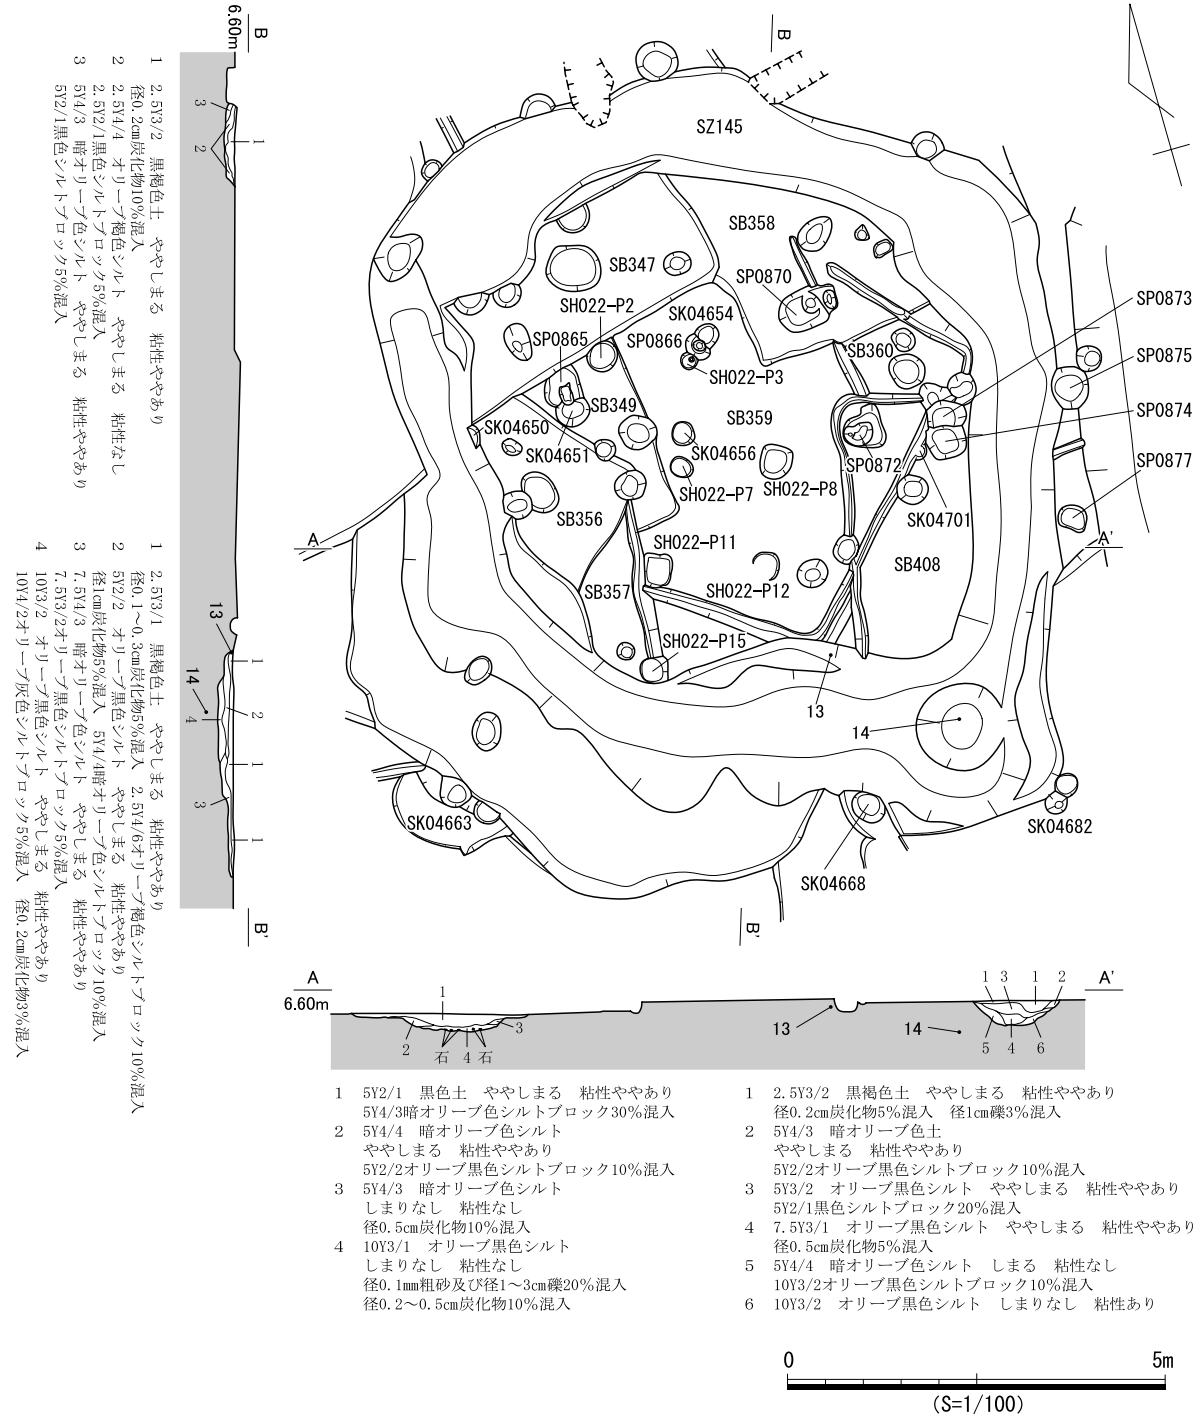 6.60m
B
B'
1　2.5Y3/2　黒褐色土　ややしまる　粘性ややあり
径0.2cm炭化物10%混入
2　2.5Y4/4　オリーブ褐色シルト　ややしまる　粘性なし
2.5Y2/1黒色シルトブロック5%混入
3　5Y4/3　暗オリーブ色シルト　ややしまる　粘性ややあり
5Y2/1黒色シルトブロック5%混入
1　2.5Y3/1　黒褐色土　ややしまる　粘性ややあり
径0.1～0.3cm炭化物5%混入　2.5Y4/6オリーブ褐色シルトブロック10%混入
2　5Y2/2　オリーブ黒色シルト　ややしまる　粘性ややあり
径1cm炭化物5%混入　5Y4/4暗オリーブ色シルトブロック10%混入
3　7.5Y4/3　暗オリーブ色シルト　ややしまる　粘性ややあり
7.5Y3/2オリーブ黒色シルトブロック5%混入
4　10Y3/2　オリーブ黒色シルト　ややしまる　粘性ややあり
10Y4/2オリーブ灰色シルトブロック5%混入　径0.2cm炭化物3%混入
3
2
1
13
14
1
2
4
1
3
1
B
SZ145
SB358
SB347
SP0870
SH022-P2
SK04654
SP0865
SP0866
SH022-P3
SB360
SP0873
SP0875
SP0874
SP0877
SB349
SB359
SK04650
SK04651
SK04656
SP0872
SH022-P7
SH022-P8
SK04701
SB356
SH022-P11
SB408
A
A'
SB357
SH022-P12
SH022-P15
13
14
SK04663
SK04668
SK04682
B'
A
A'
6.60m
1
2
3
石
4
石
13
14
1
3
1
2
5
4
6
1　5Y2/1　黒色土　ややしまる　粘性ややあり
5Y4/3暗オリーブ色シルトブロック30%混入
2　5Y4/4　暗オリーブ色シルト
ややしまる　粘性ややあり
5Y2/2オリーブ黒色シルトブロック10%混入
3　5Y4/3　暗オリーブ色シルト
しまりなし　粘性なし
径0.5cm炭化物10%混入
4　10Y3/1　オリーブ黒色シルト
しまりなし　粘性なし
径0.1mm粗砂及び径1～3cm礫20%混入
径0.2～0.5cm炭化物10%混入
1　2.5Y3/2　黒褐色土　ややしまる　粘性ややあり
径0.2cm炭化物5%混入　径1cm礫3%混入
2　5Y4/3　暗オリーブ色土
ややしまる　粘性ややあり
5Y2/2オリーブ黒色シルトブロック10%混入
3　5Y3/2　オリーブ黒色シルト　ややしまる　粘性ややあり
5Y2/1黒色シルトブロック20%混入
4　7.5Y3/1　オリーブ黒色シルト　ややしまる　粘性ややあり
径0.5cm炭化物5%混入
5　5Y4/4　暗オリーブ色シルト　しまる　粘性なし
10Y3/2オリーブ黒色シルトブロック10%混入
6　10Y3/2　オリーブ黒色シルト　しまりなし　粘性あり
0
5m
(S=1/100)